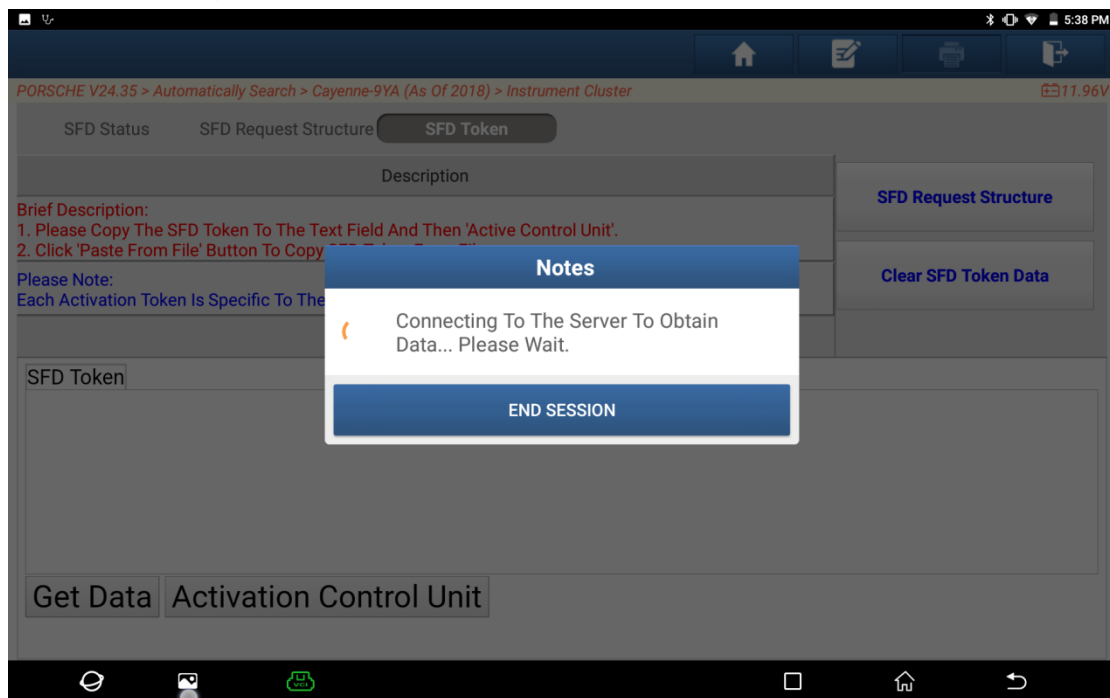 5:38 PM
PORSCHE V24.35 > Automatically Search > Cayenne-9YA (As Of 2018) > Instrument Cluster
11.96V
SFD Status
SFD Request Structure
SFD Token
Description
Brief Description:
1. Please Copy The SFD Token To The Text Field And Then 'Active Control Unit'.
2. Click 'Paste From File' Button To Copy
Please Note:
Each Activation Token Is Specific To The
SFD Request Structure
Clear SFD Token Data
Notes
Connecting To The Server To Obtain
Data... Please Wait.
END SESSION
SFD Token
Get Data
Activation Control Unit
VCI